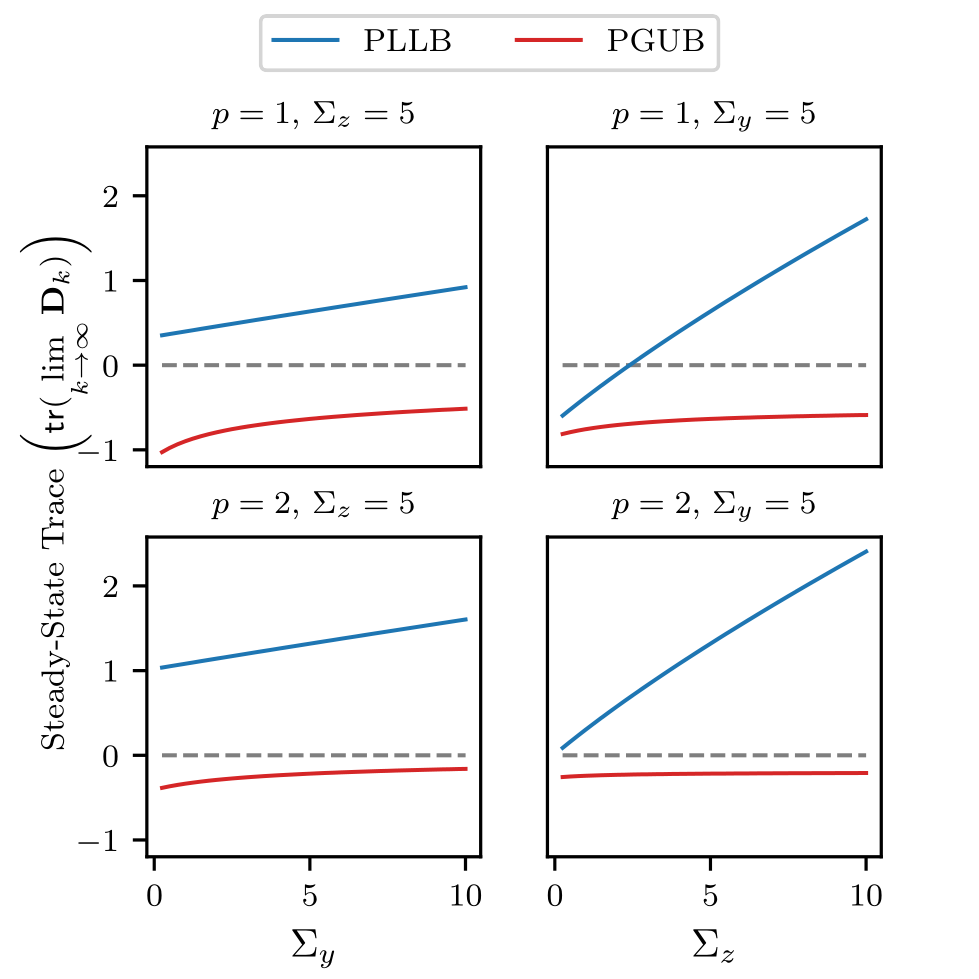 PLLB PGUB
p = 1, Σz = 5
p = 1, Σy = 5
Steady-State Trace (tr( lim k→∞ Dk))
2
1
0
−1
p = 2, Σz = 5
p = 2, Σy = 5
2
1
0
−1
0 5 10
0 5 10
Σy
Σz